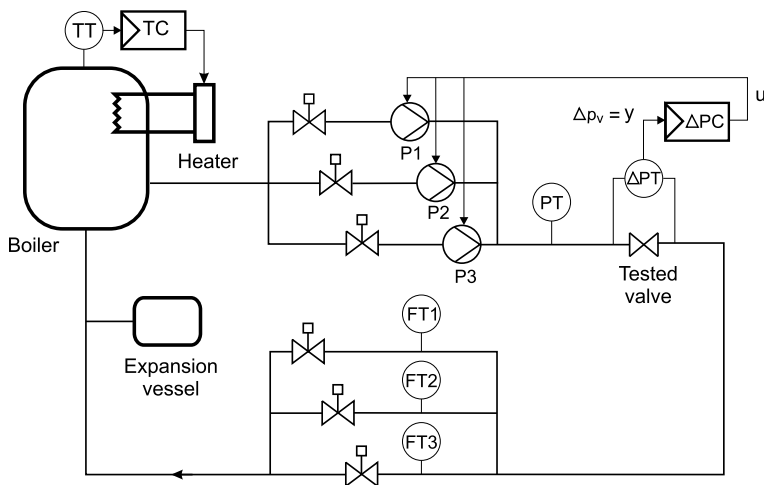 TT
TC
u
Δpv = y
ΔPC
P1
Heater
ΔPT
P2
PT
Boiler
P3
Tested
valve
FT1
Expansion
vessel
FT2
FT3